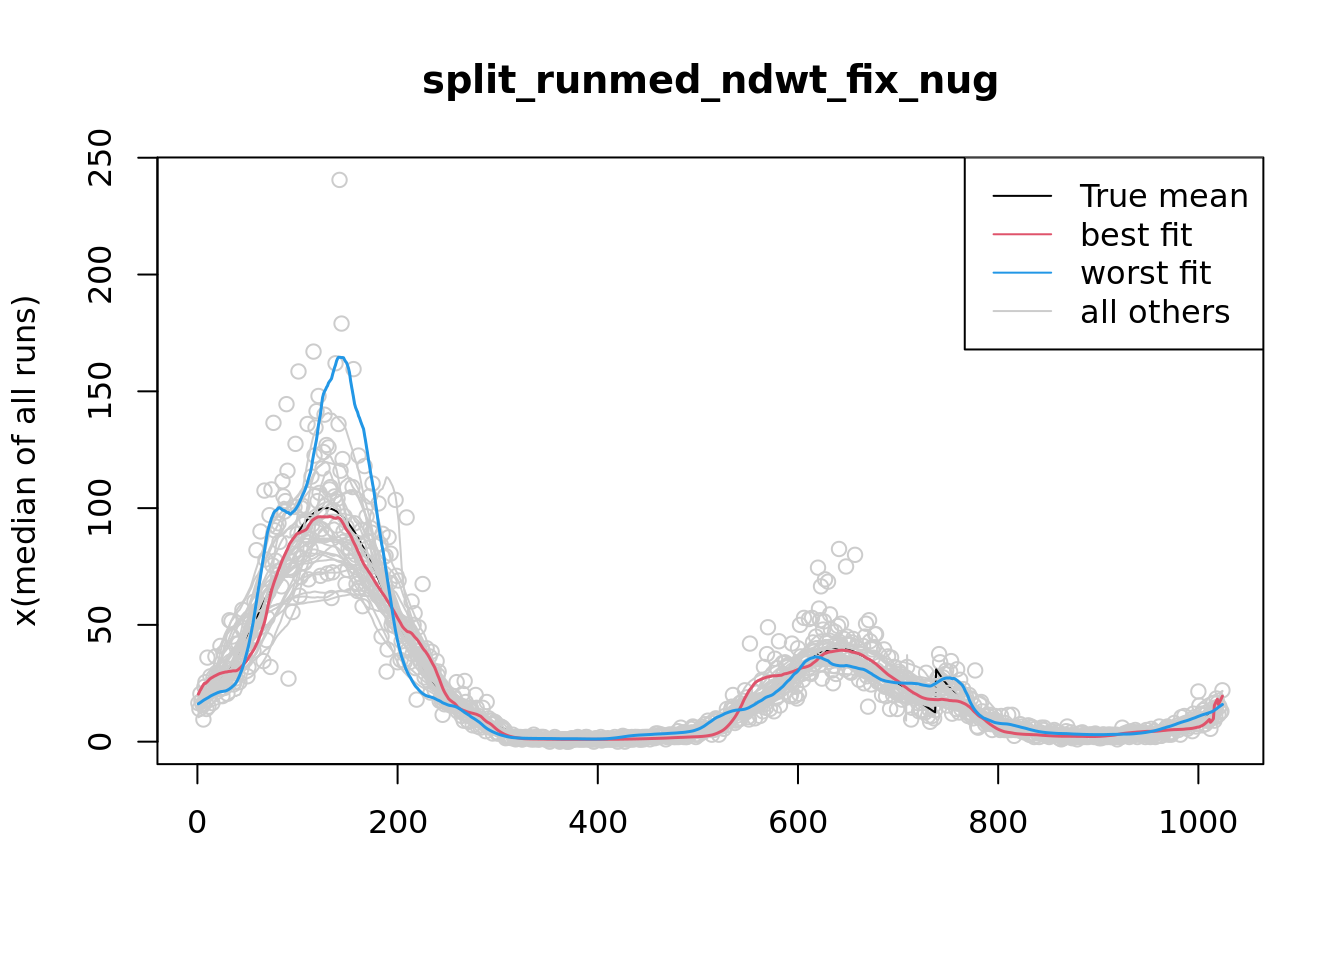 split_runmed_ndwt_fix_nug
x(median of all runs)
250
200
150
100
50
0
True mean
best fit
worst fit
all others
0 200 400 600 800 1000